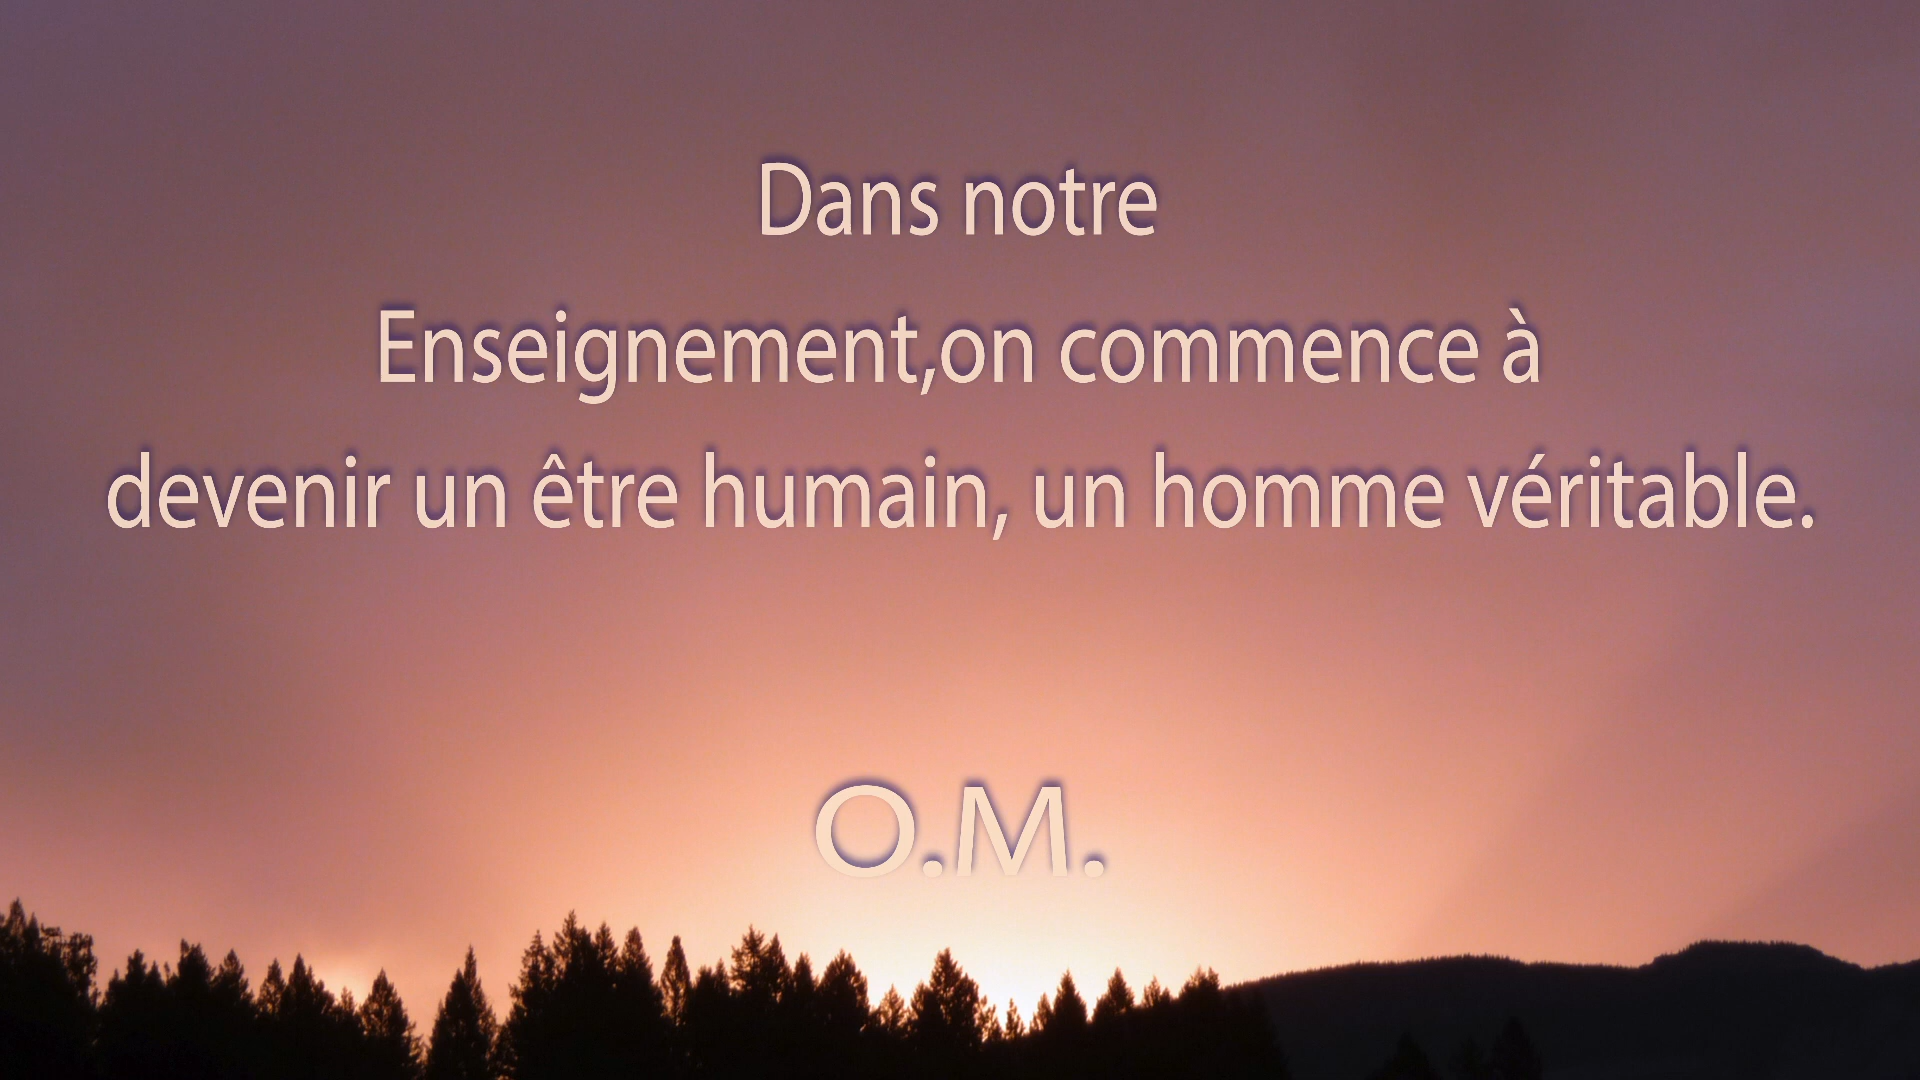 Dans notre
Enseignement,on commence à
devenir un être humain, un homme véritable.
O.M.